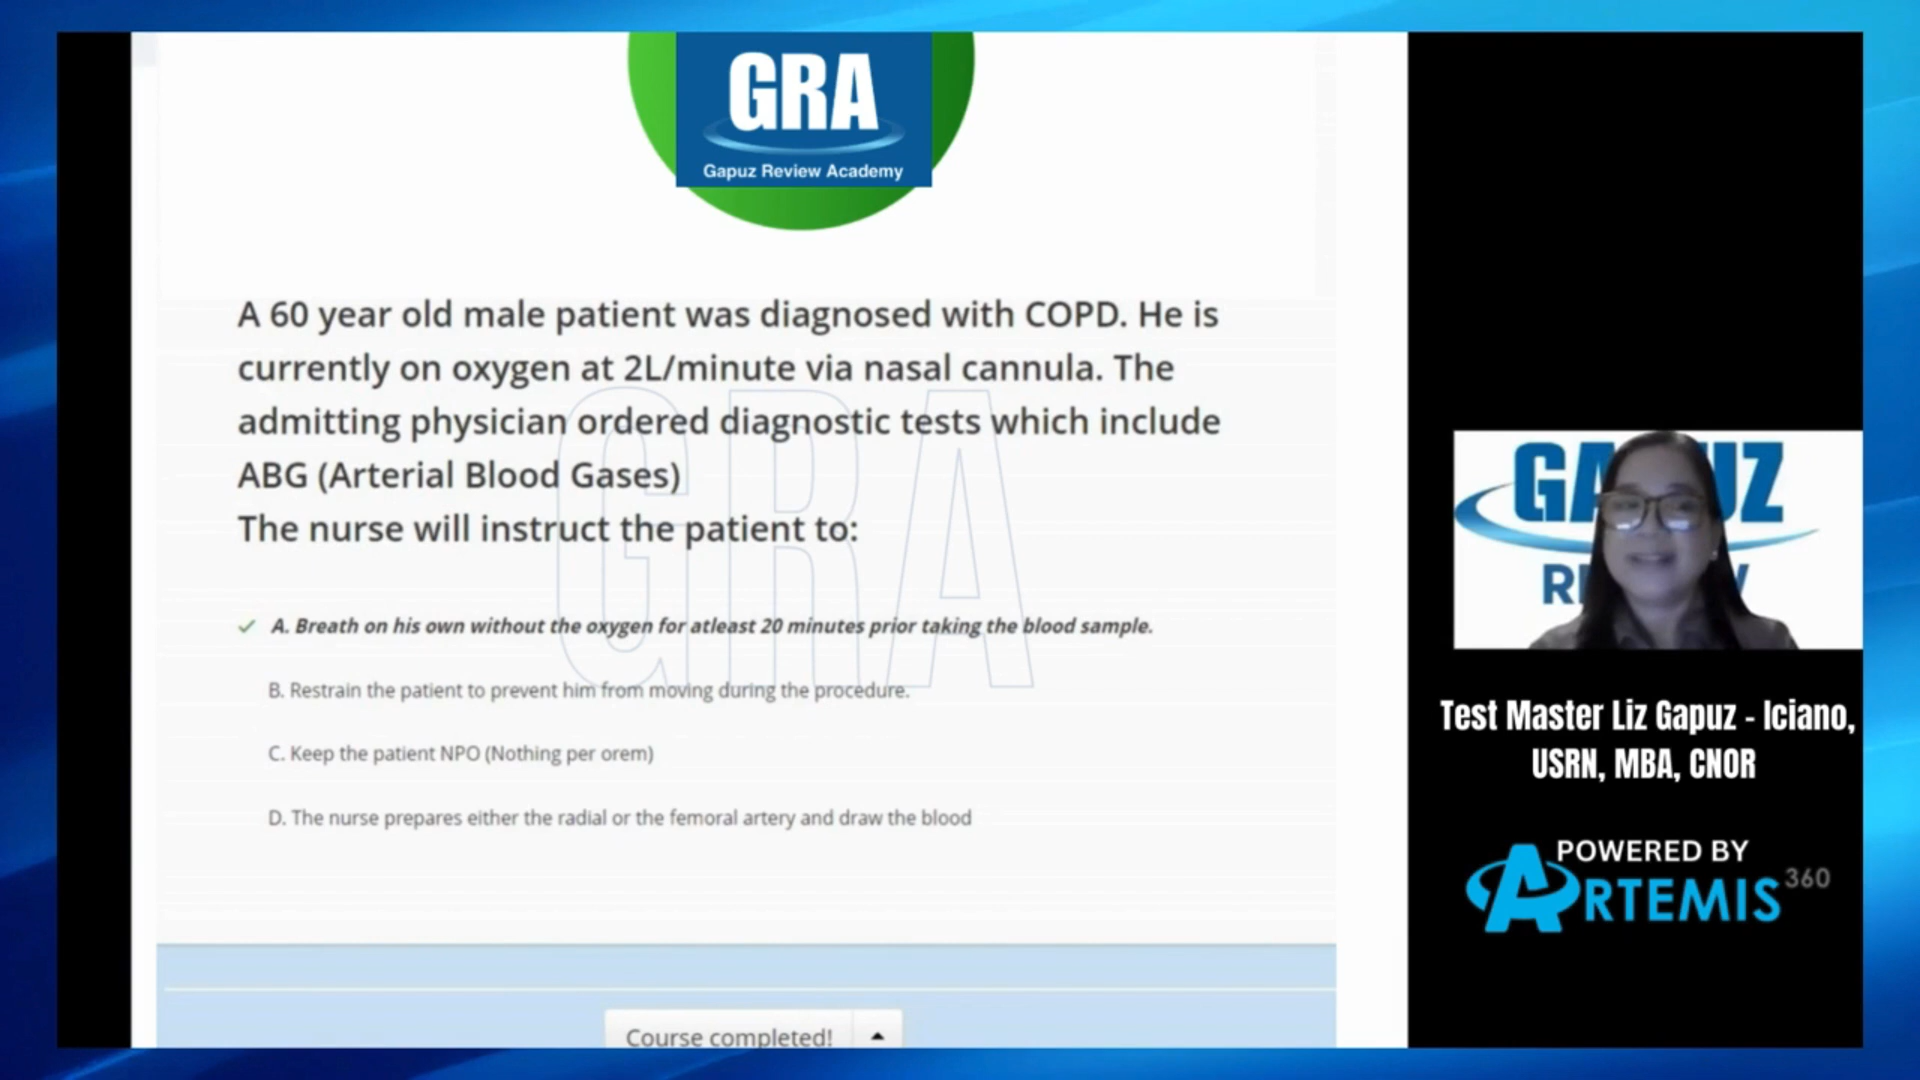 GRA
Gapuz Review Academy
A 60 year old male patient was diagnosed with COPD. He is
currently on oxygen at 2L/minute via nasal cannula. The
admitting physician ordered diagnostic tests which include
ABG (Arterial Blood Gases)
The nurse will instruct the patient to:
GRA
A. Breath on his own without the oxygen for atleast 20 minutes prior taking the blood sample.
B. Restrain the patient to prevent him from moving during the procedure.
C. Keep the patient NPO (Nothing per orem)
D. The nurse prepares either the radial or the femoral artery and draw the blood
Course completed!
Test Master Liz Gapuz - Iciano,
USRN, MBA, CNOR
POWERED BY
ARTEMIS 360